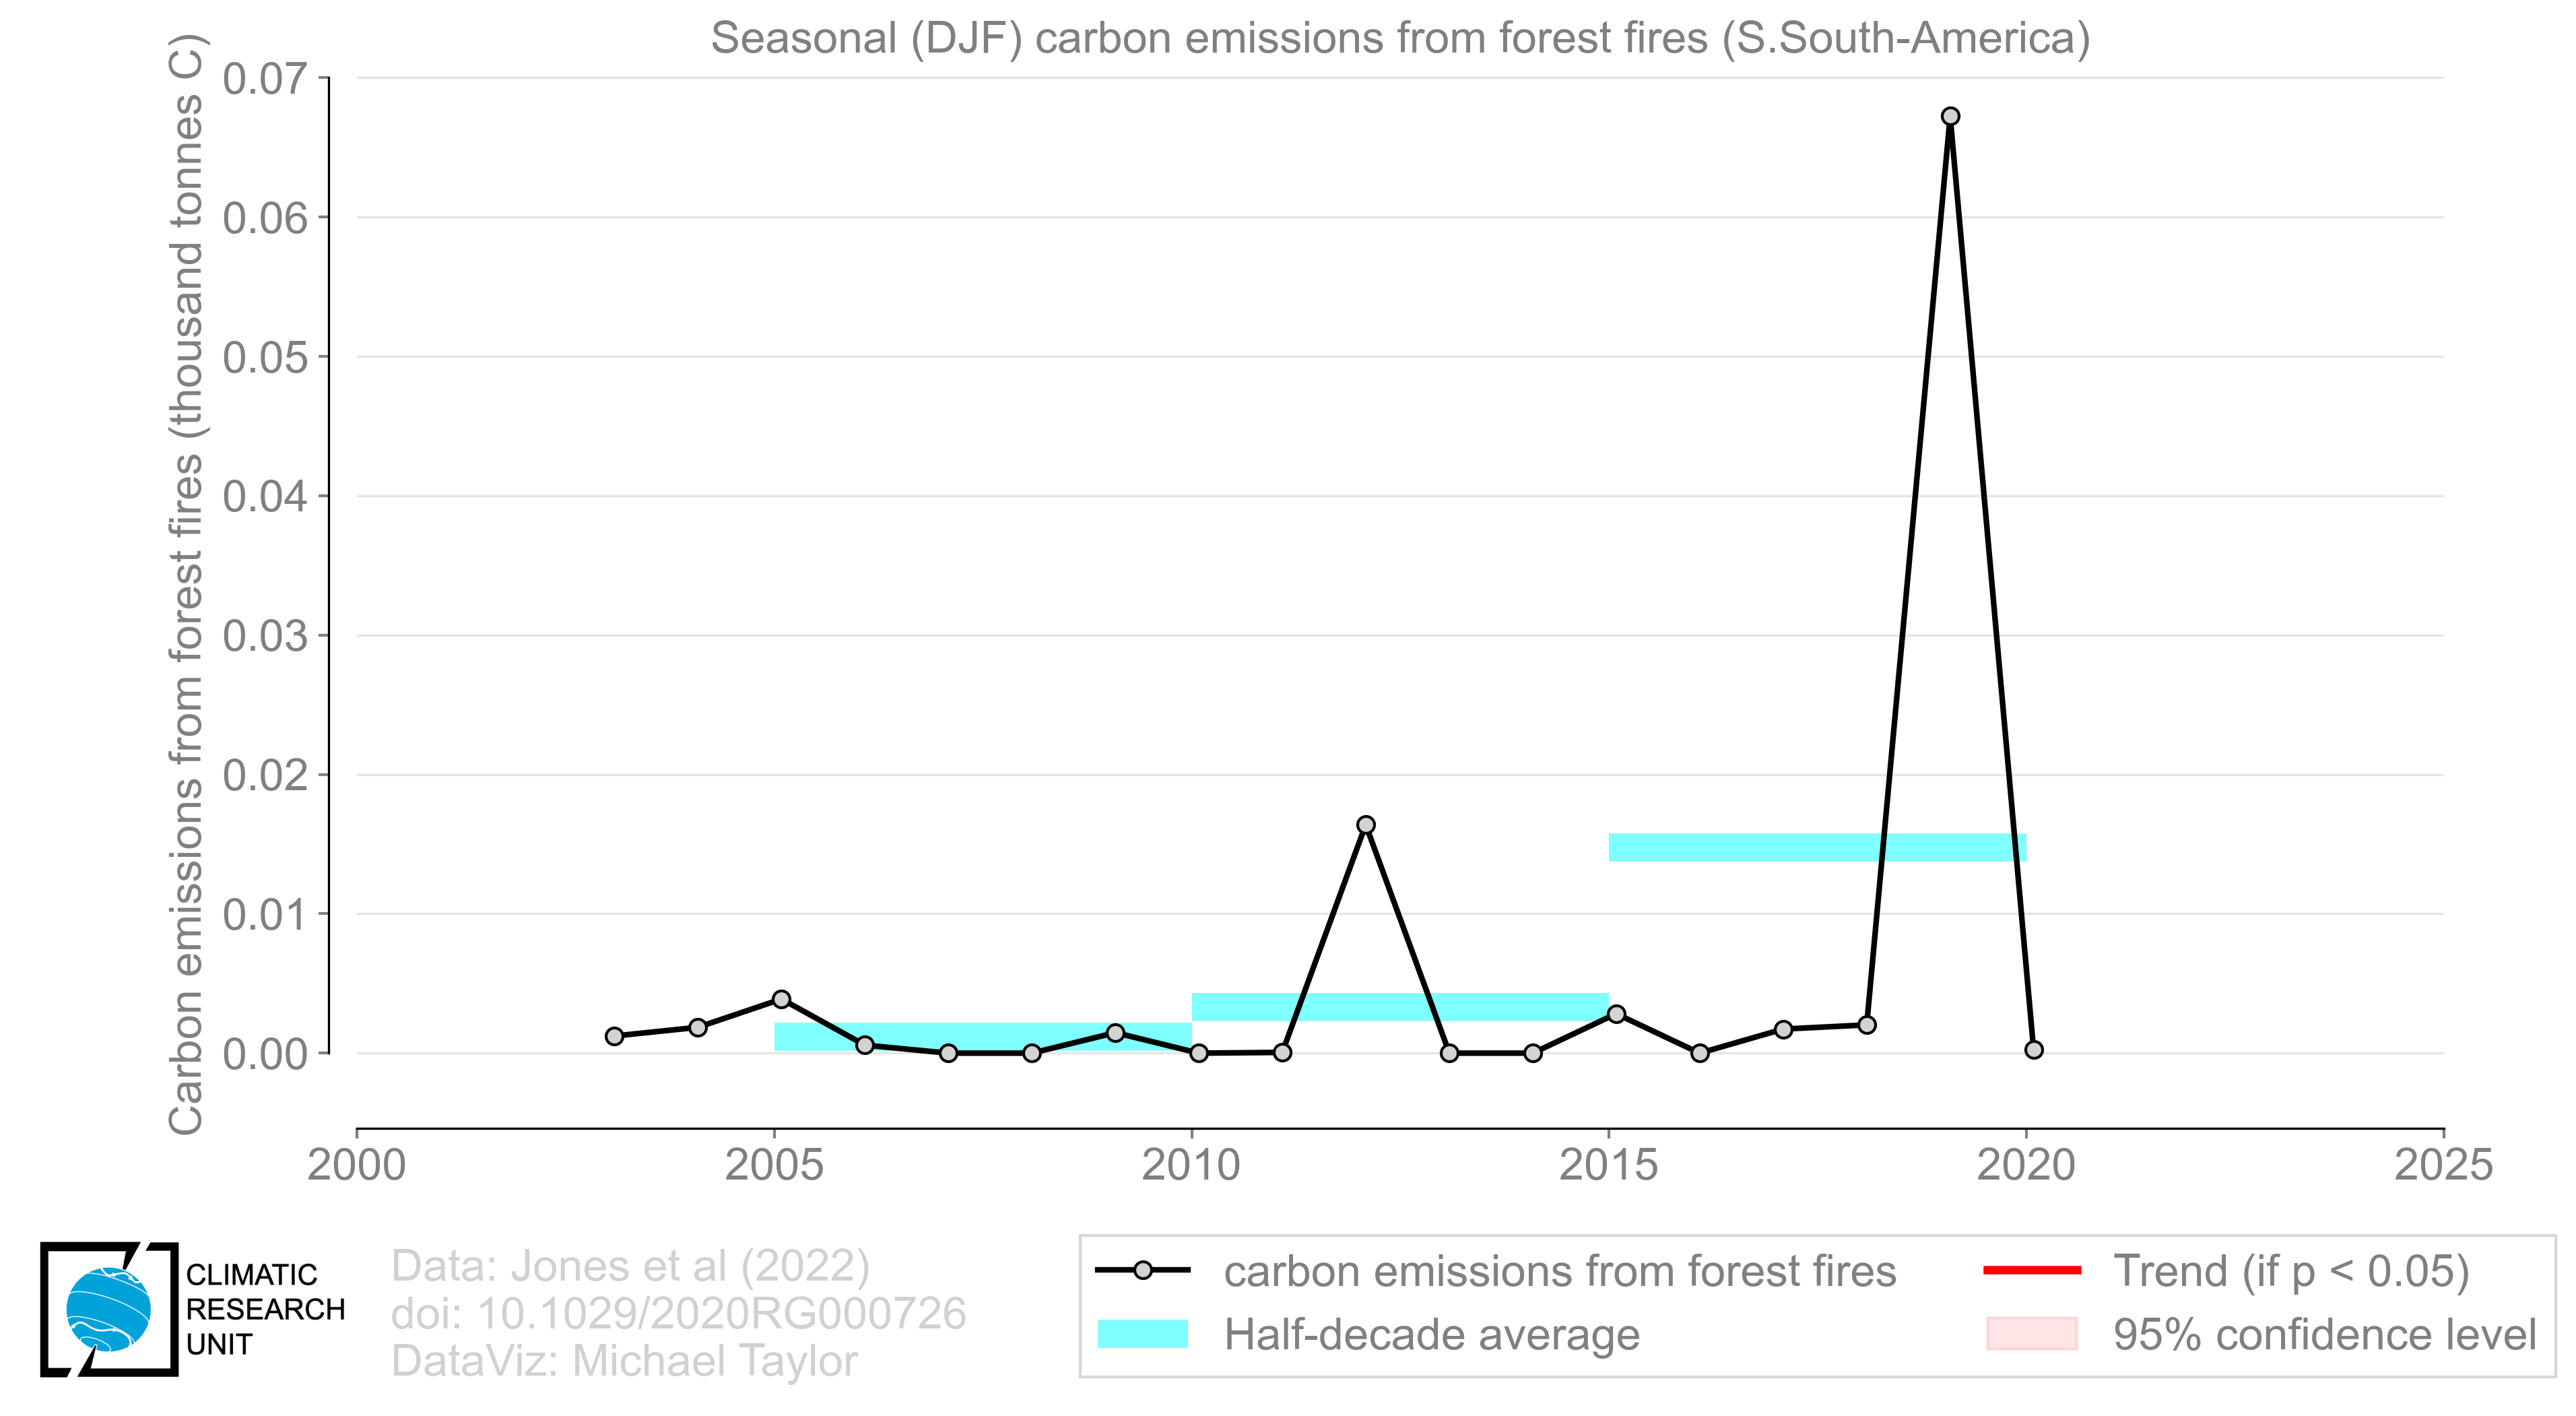 Seasonal (DJF) carbon emissions from forest fires (S.South-America)
Carbon emissions from forest fires (thousand tonnes C)
0.07
0.06
0.05
0.04
0.03
0.02
0.01
0.00
2000 2005 2010 2015 2020 2025
CLIMATIC
RESEARCH
UNIT
Data: Jones et al (2022)
doi: 10.1029/2020RG000726
DataViz: Michael Taylor
carbon emissions from forest fires
Half-decade average
Trend (if p < 0.05)
95% confidence level